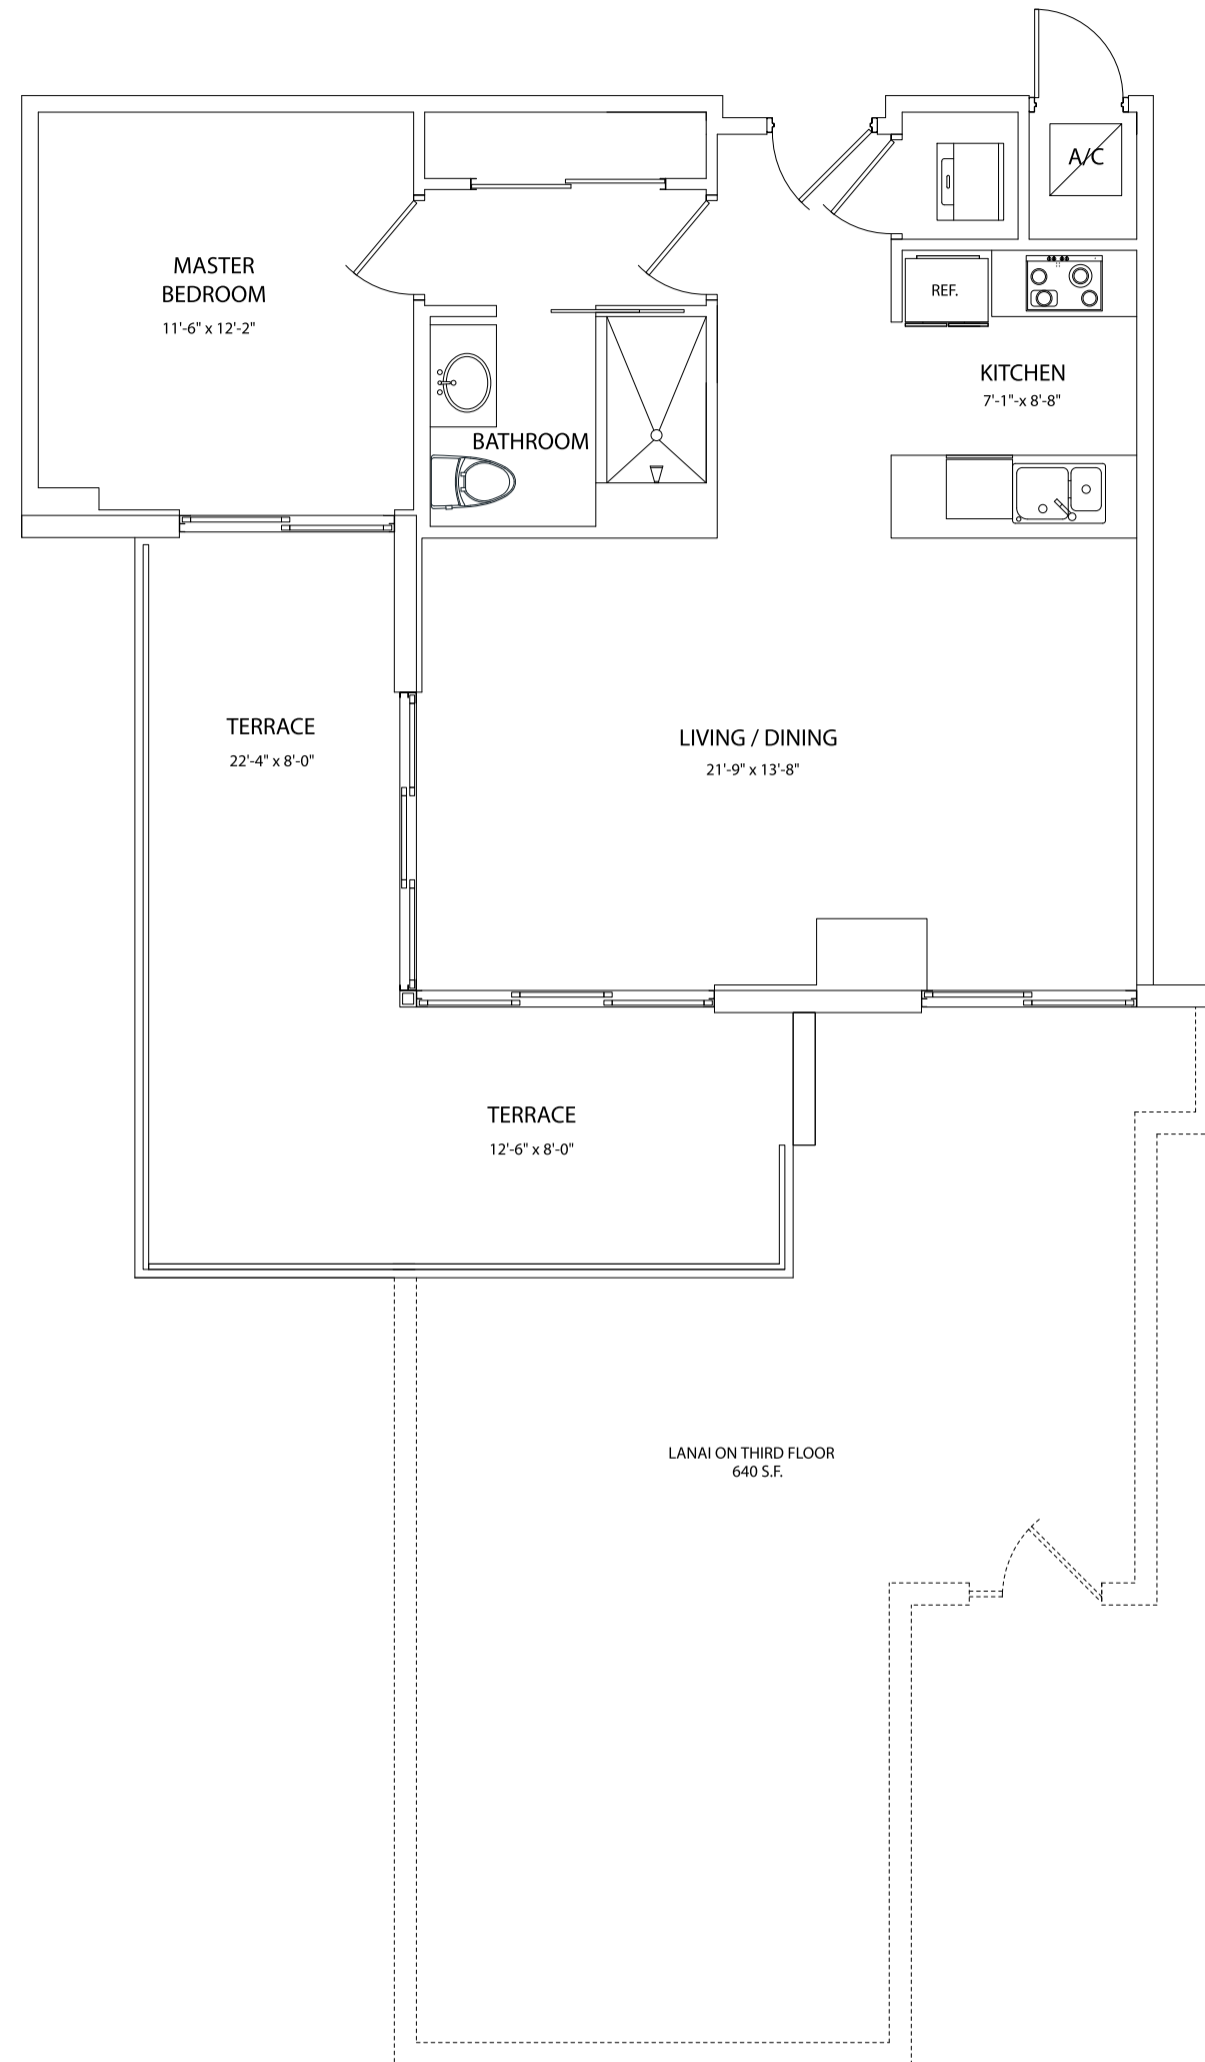 A/C
MASTER
BEDROOM
11'-6" x 12'-2"
REF.
KITCHEN
7'-1"-x 8'-8"
BATHROOM
TERRACE
22'-4" x 8'-0"
LIVING / DINING
21'-9" x 13'-8"
TERRACE
12'-6" x 8'-0"
LANAI ON THIRD FLOOR
640 S.F.